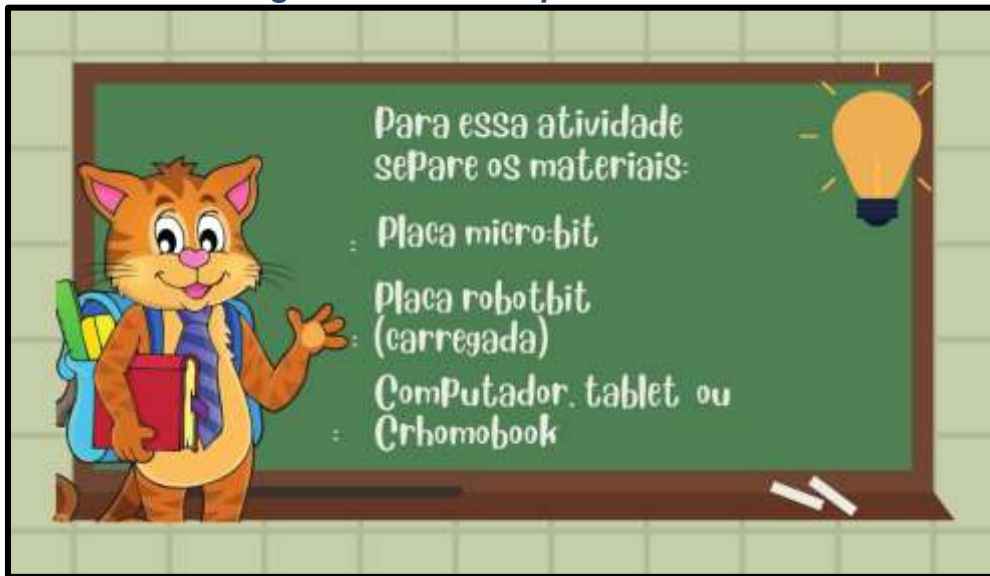 Para essa atividade
separe os materiais:
: Placa micro:bit
Placa robotbit
: (carregada)
Computador, tablet ou
: Crhomobook